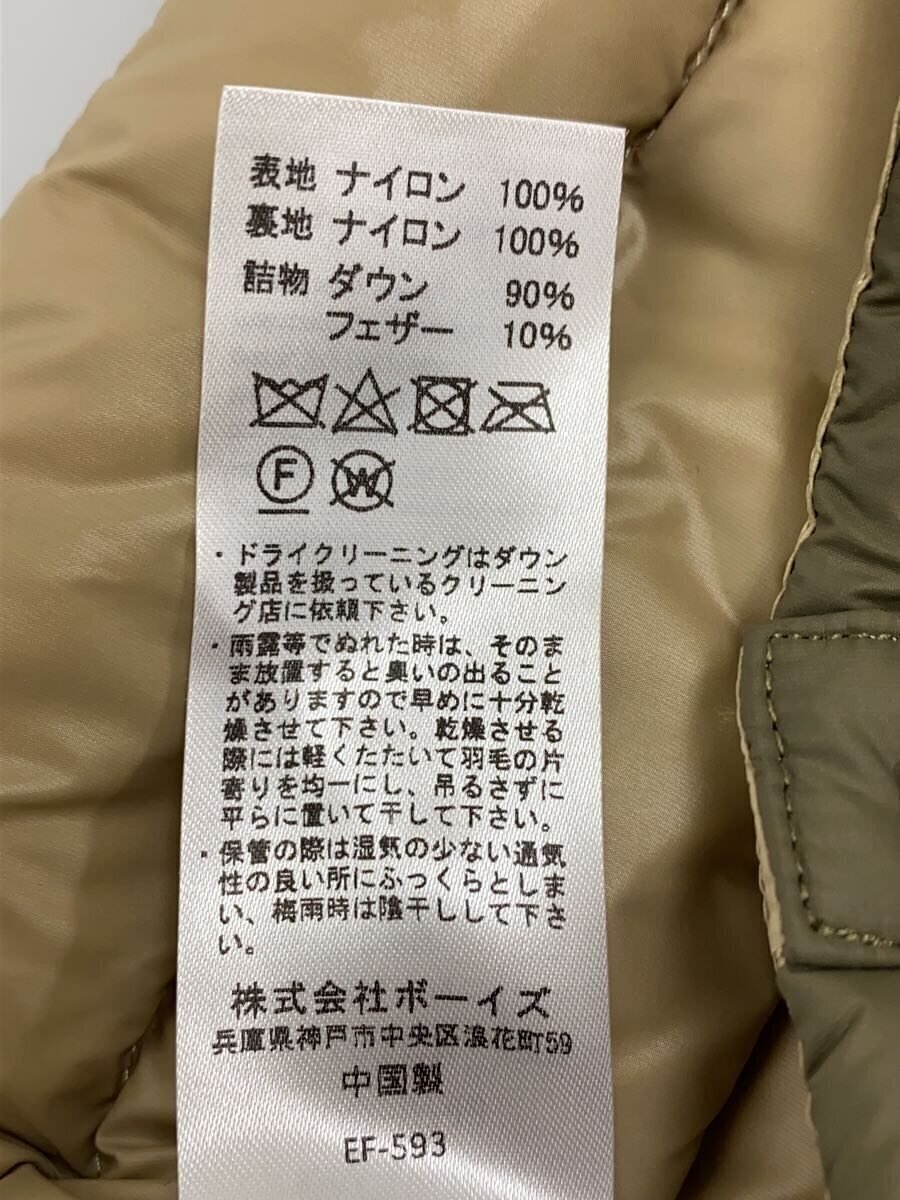 表地 ナイロン 100%
裏地 ナイロン 100%
詰物 ダウン 90%
フェザー 10%
F
W
・ドライクリーニングはダウン
製品を扱っているクリーニン
グ店に依頼下さい。
・雨露等でぬれた時は、そのま
ま放置すると臭いの出ること
がありますので早めに十分乾
燥させて下さい。乾燥させる
際には軽くたたいて羽毛の片
寄りを均一にし、吊るさずに
平らに置いて干して下さい。
・保管の際は湿気の少ない通気
性の良い所にふっくらとしま
い、梅雨時は陰干しして下さ
い。
株式会社ボーイズ
兵庫県神戸市中央区浪花町59
中国製
EF-593